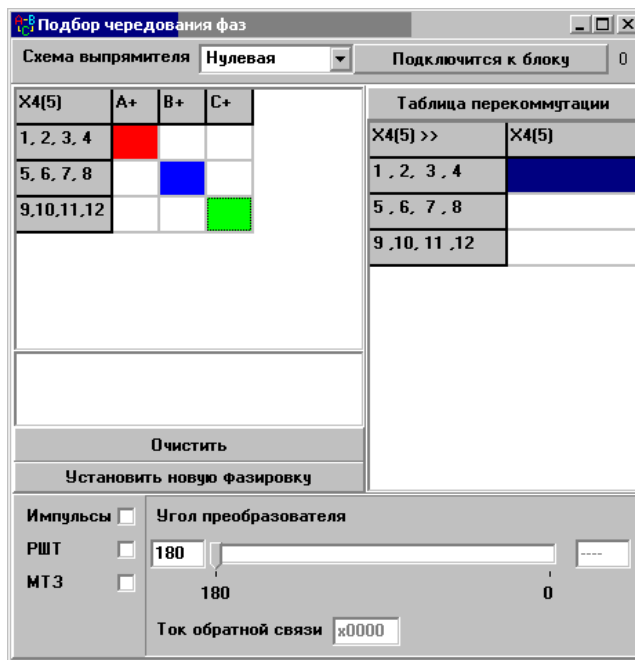 Подбор чередования фаз
Схема выпрямителя Нулевая Подключится к блоку 0
X4(5) A+ B+ C+
1, 2, 3, 4
5, 6, 7, 8
9,10,11,12
Таблица перекоммутации
X4(5) >> X4(5)
1 , 2, 3 , 4
5 , 6, 7 , 8
9 ,10, 11 ,12
Очистить
Установить новую фазировку
Импульсы
РШТ
МТЗ
Угол преобразователя
180 ----
180 0
Ток обратной связи x0000